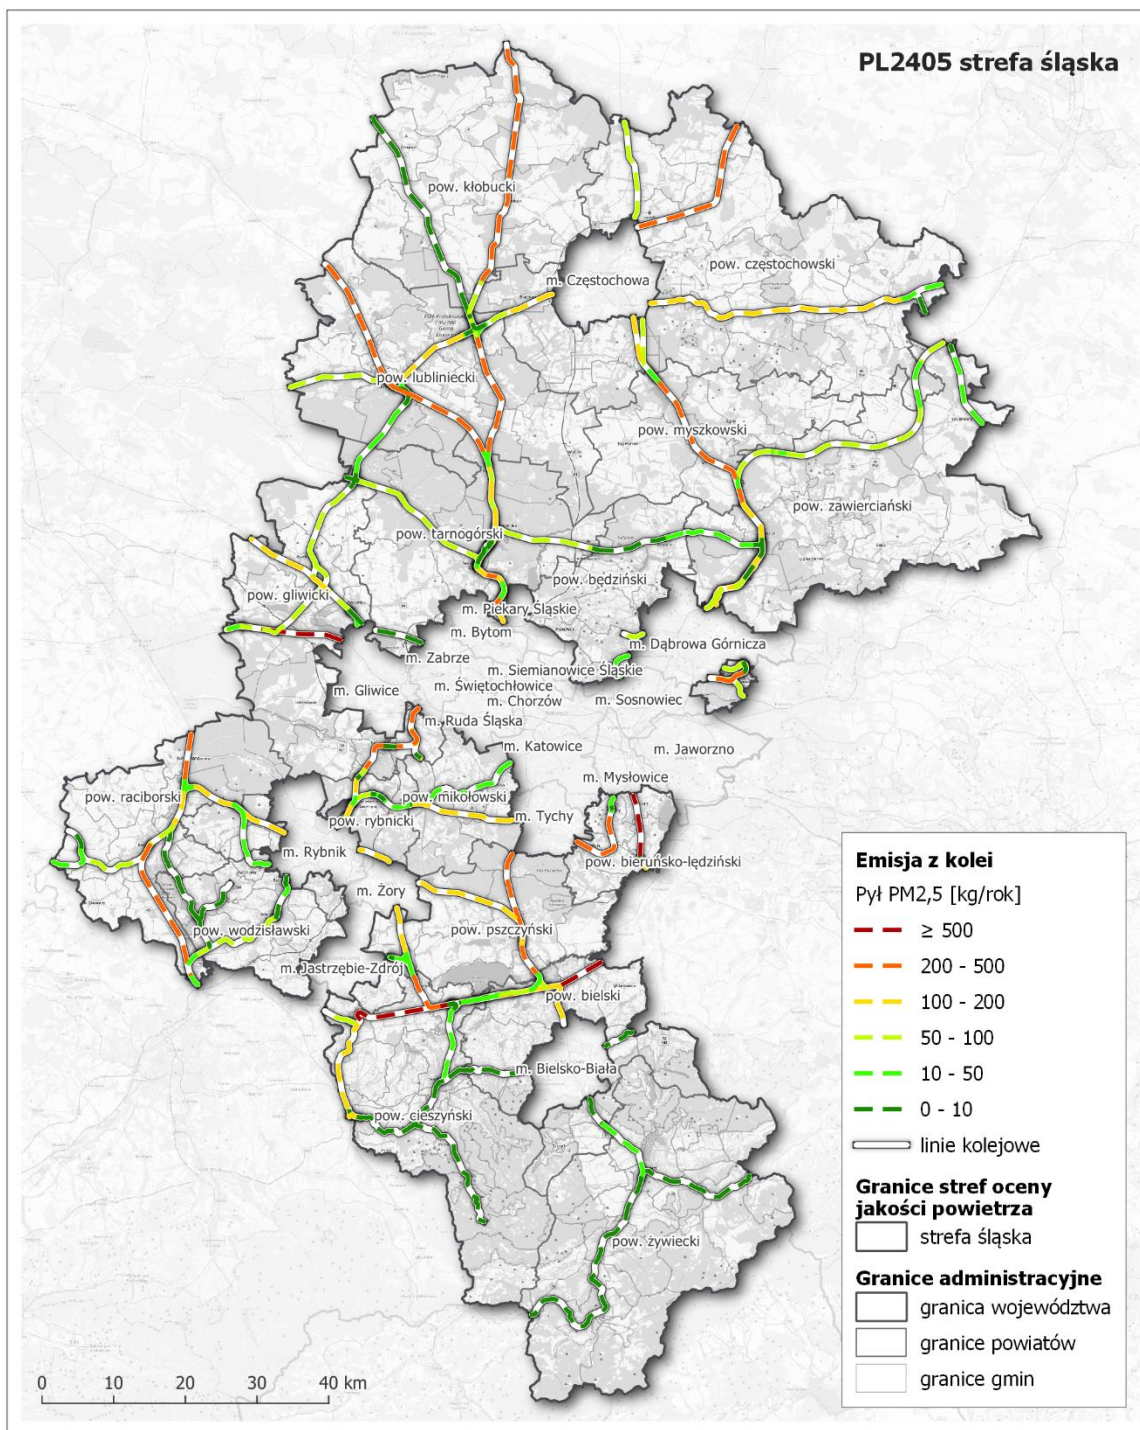 PL2405 strefa śląska
pow. kłobucki
pow. częstochowski
m. Częstochowa
pow. lubliniecki
pow. myszkowski
pow. zawierciański
pow. tarnogórski
pow. będziński
pow. gliwicki
m. Piekary Śląskie
m. Bytom
m. Dąbrowa Górnicza
m. Zabrze
m. Siemianowice Śląskie
m. Świętochłowice
m. Gliwice
m. Chorzów
m. Sosnowiec
m. Ruda Śląska
m. Katowice
m. Jaworzno
m. Mysłowice
pow. raciborski
pow. mikołowski
m. Tychy
pow. rybnicki
m. Rybnik
pow. bieruńsko-lędziński
m. Żory
pow. wodzisławski
pow. pszczyński
m. Jastrzębie-Zdrój
pow. bielski
m. Bielsko-Biała
pow. cieszyński
pow. żywiecki
Emisja z kolei
Pył PM2,5 [kg/rok]
≥ 500
200 - 500
100 - 200
50 - 100
10 - 50
0 - 10
linie kolejowe
Granice stref oceny
jakości powietrza
strefa śląska
Granice administracyjne
granica województwa
granice powiatów
granice gmin
0 10 20 30 40 km